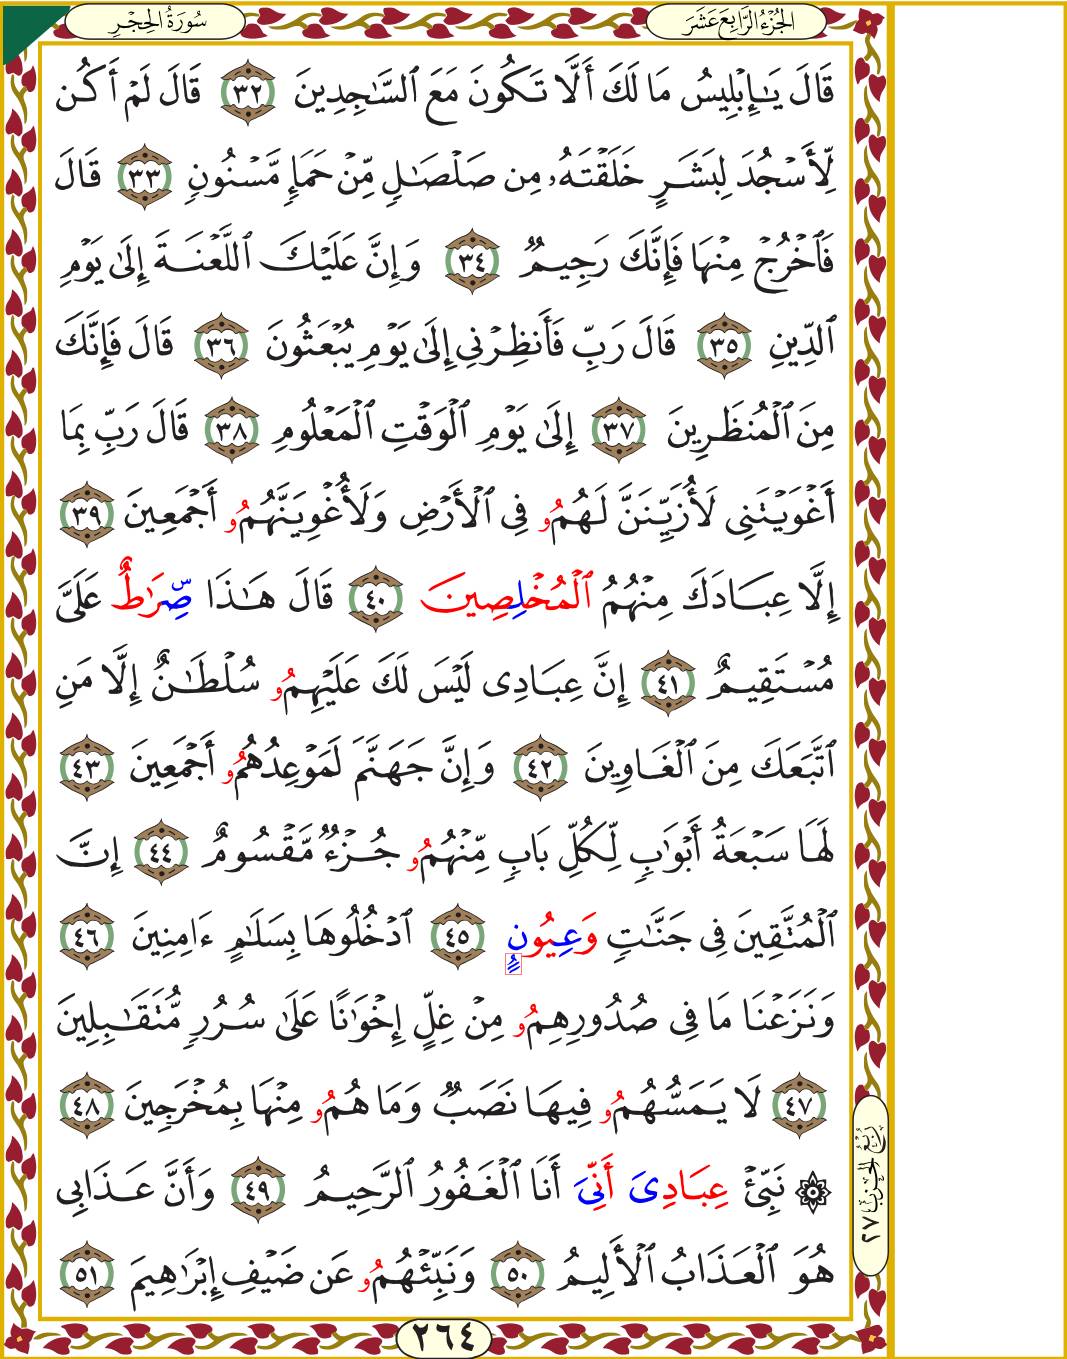 الجُزْءُ الرَّابِعَ عَشَرَ
سُورَةُ الحِجْرِ
قَالَ يَـٰٓإِبْلِيسُ مَا لَكَ أَلَّا تَكُونَ مَعَ ٱلسَّـٰجِدِينَ ٣٢ قَالَ لَمْ أَكُن
لِّأَسْجُدَ لِبَشَرٍ خَلَقْتَهُۥ مِن صَلْصَـٰلٍ مِّنْ حَمَإٍ مَّسْنُونٍ ٣٣ قَالَ
فَٱخْرُجْ مِنْهَا فَإِنَّكَ رَجِيمٌ ٣٤ وَإِنَّ عَلَيْكَ ٱللَّعْنَةَ إِلَىٰ يَوْمِ
ٱلدِّينِ ٣٥ قَالَ رَبِّ فَأَنظِرْنِى إِلَىٰ يَوْمِ يُبْعَثُونَ ٣٦ قَالَ فَإِنَّكَ
مِنَ ٱلْمُنظَرِينَ ٣٧ إِلَىٰ يَوْمِ ٱلْوَقْتِ ٱلْمَعْلُومِ ٣٨ قَالَ رَبِّ بِمَا
أَغْوَيْتَنِى لَأُزَيِّنَنَّ لَهُمُۥ فِى ٱلْأَرْضِ وَلَأُغْوِيَنَّهُمُۥ أَجْمَعِينَ ٣٩
إِلَّا عِبَادَكَ مِنْهُمُ ٱلْمُخْلِصِينَ ٤٠ قَالَ هَـٰذَا صِّرَٰطٌ عَلَىَّ
مُسْتَقِيمٌ ٤١ إِنَّ عِبَادِى لَيْسَ لَكَ عَلَيْهِمُۥ سُلْطَـٰنٌ إِلَّا مَنِ
ٱتَّبَعَكَ مِنَ ٱلْغَاوِينَ ٤٢ وَإِنَّ جَهَنَّمَ لَمَوْعِدُهُمُۥ أَجْمَعِينَ ٤٣
لَهَا سَبْعَةُ أَبْوَٰبٍ لِّكُلِّ بَابٍ مِّنْهُمُۥ جُزْءٌ مَّقْسُومٌ ٤٤ إِنَّ
ٱلْمُتَّقِينَ فِى جَنَّـٰتٍ وَعِيُونٍ ٤٥ ٱدْخُلُوهَا بِسَلَـٰمٍ ءَامِنِينَ ٤٦
وَنَزَعْنَا مَا فِى صُدُورِهِمُۥ مِنْ غِلٍّ إِخْوَٰنًا عَلَىٰ سُرُرٍ مُّتَقَـٰبِلِينَ
٤٧ لَا يَمَسُّهُمُۥ فِيهَا نَصَبٌ وَمَا هُمُۥ مِنْهَا بِمُخْرَجِينَ ٤٨
۞ نَبِّئْ عِبَادِىَ أَنِّىَ أَنَا ٱلْغَفُورُ ٱلرَّحِيمُ ٤٩ وَأَنَّ عَذَابِى
هُوَ ٱلْعَذَابُ ٱلْأَلِيمُ ٥٠ وَنَبِّئْهُمُۥ عَن ضَيْفِ إِبْرَٰهِيمَ ٥١
رُبْعُ الحِزْبِ ٢٧
٢٦٤